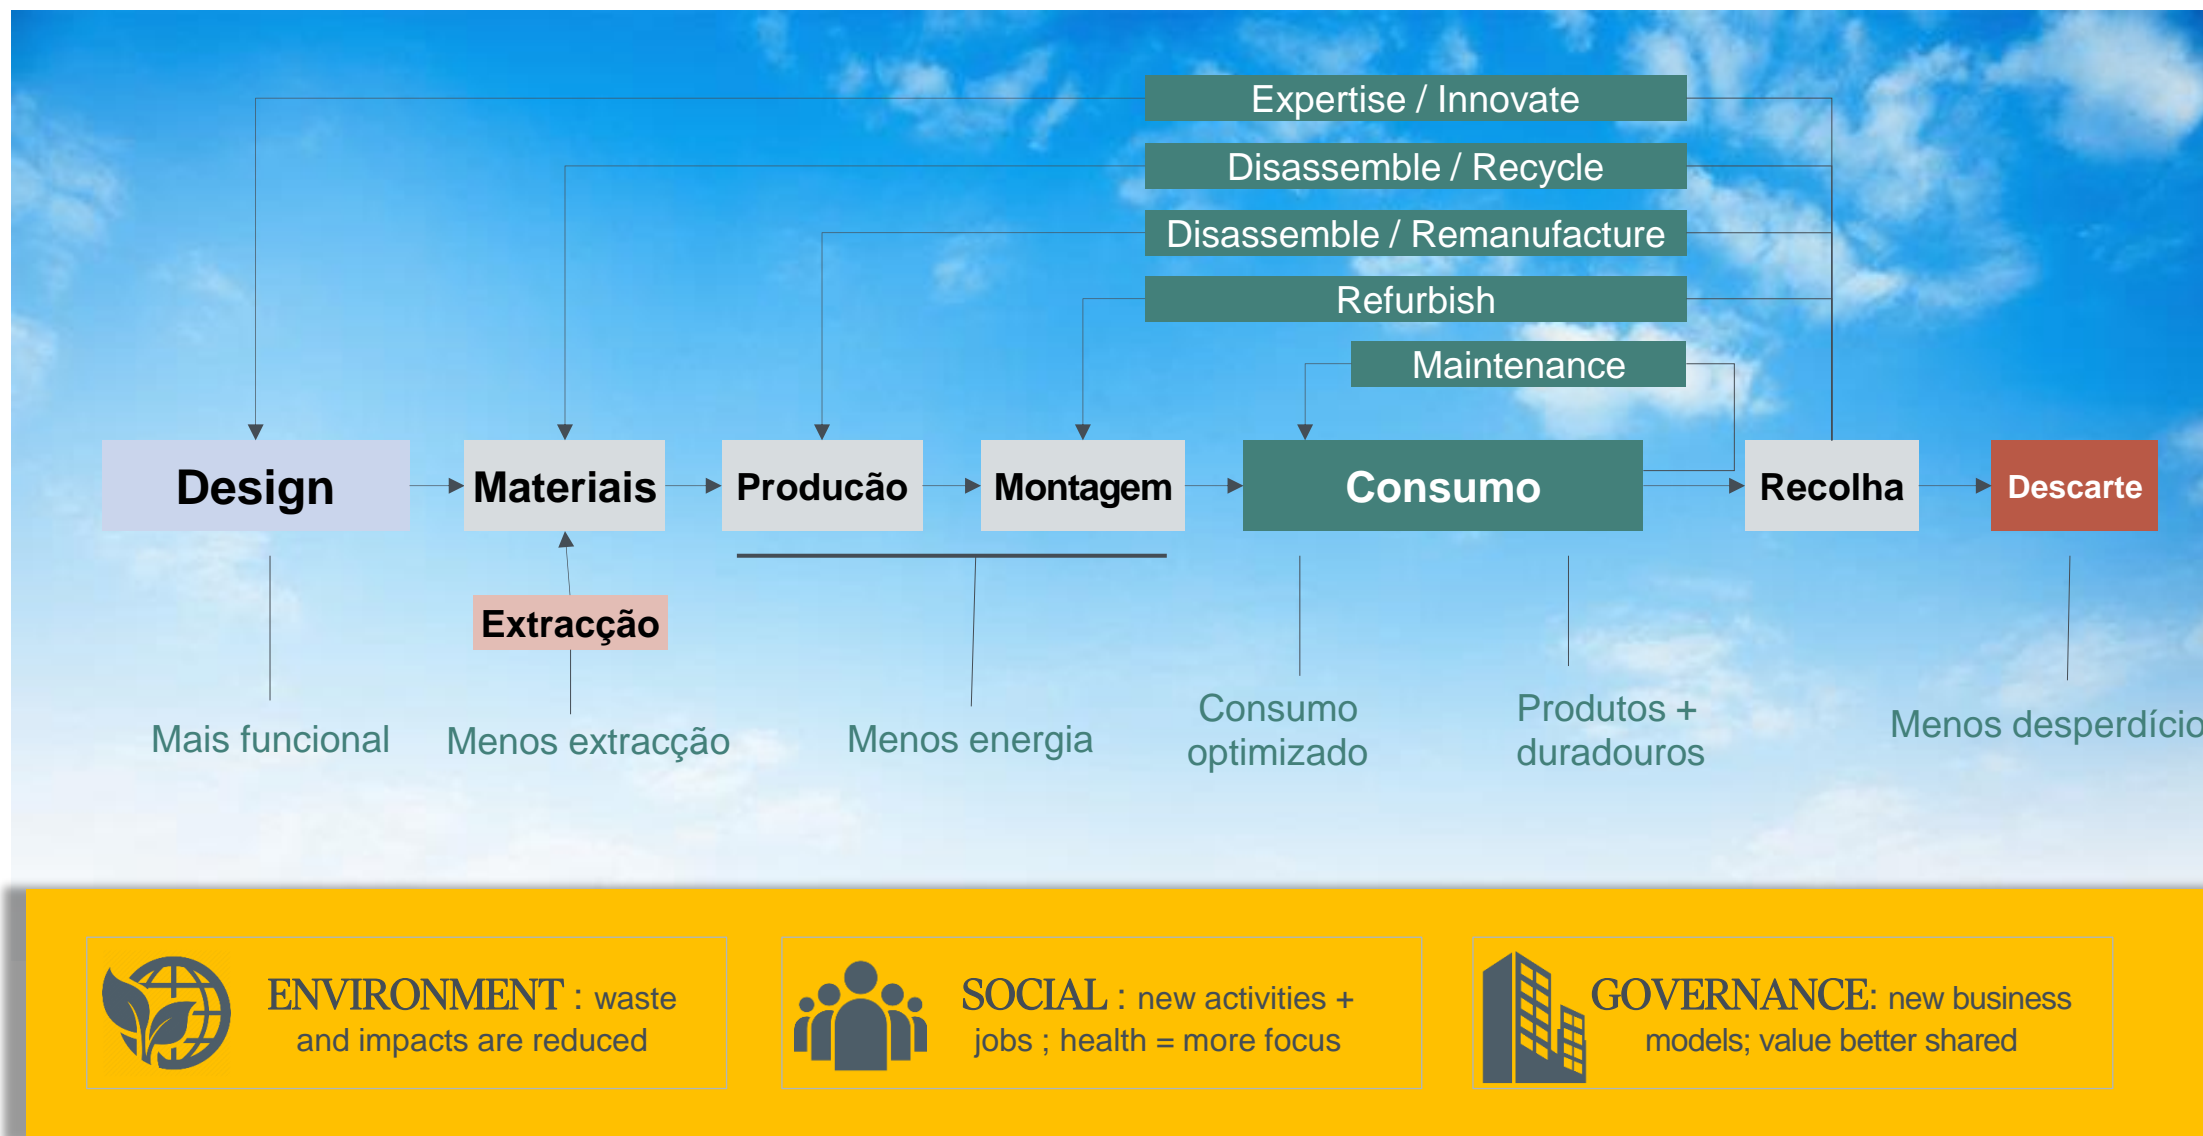 Expertise / Innovate
Disassemble / Recycle
Disassemble / Remanufacture
Refurbish
Maintenance
Design
Materiais
Producão
Montagem
Consumo
Recolha
Descarte
Extracção
Mais funcional
Menos extracção
Menos energia
Consumo
optimizado
Produtos +
duradouros
Menos desperdício
ENVIRONMENT : waste
and impacts are reduced
SOCIAL : new activities +
jobs ; health = more focus
GOVERNANCE: new business
models; value better shared